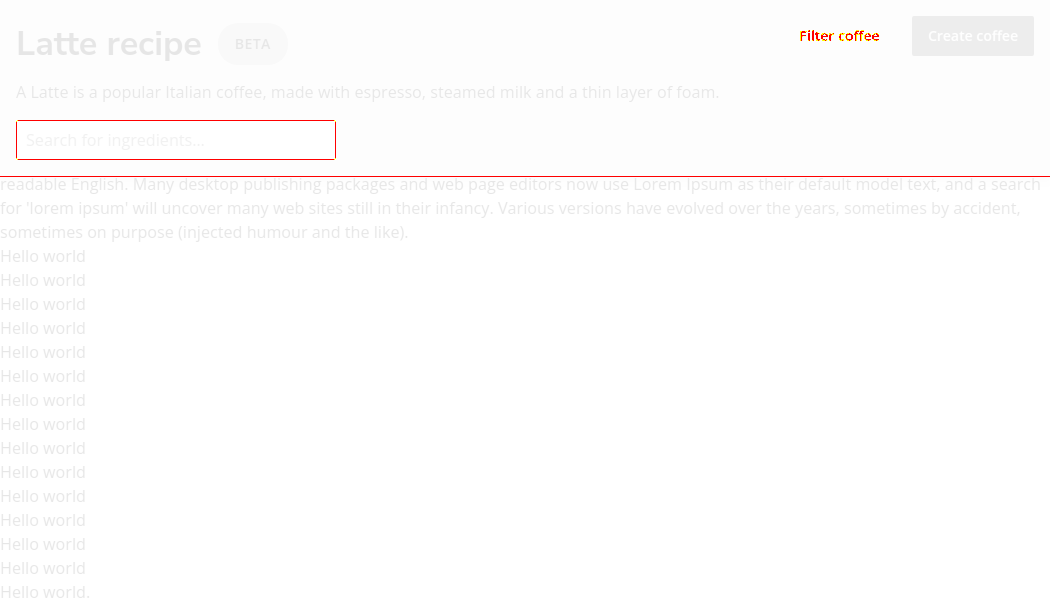 Latte recipe BETA Filter coffee Create coffee
A Latte is a popular Italian coffee, made with espresso, steamed milk and a thin layer of foam.
Search for ingredients...
readable English. Many desktop publishing packages and web page editors now use Lorem Ipsum as their default model text, and a search
for 'lorem ipsum' will uncover many web sites still in their infancy. Various versions have evolved over the years, sometimes by accident,
sometimes on purpose (injected humour and the like).
Hello world
Hello world
Hello world
Hello world
Hello world
Hello world
Hello world
Hello world
Hello world
Hello world
Hello world
Hello world
Hello world
Hello world
Hello world.